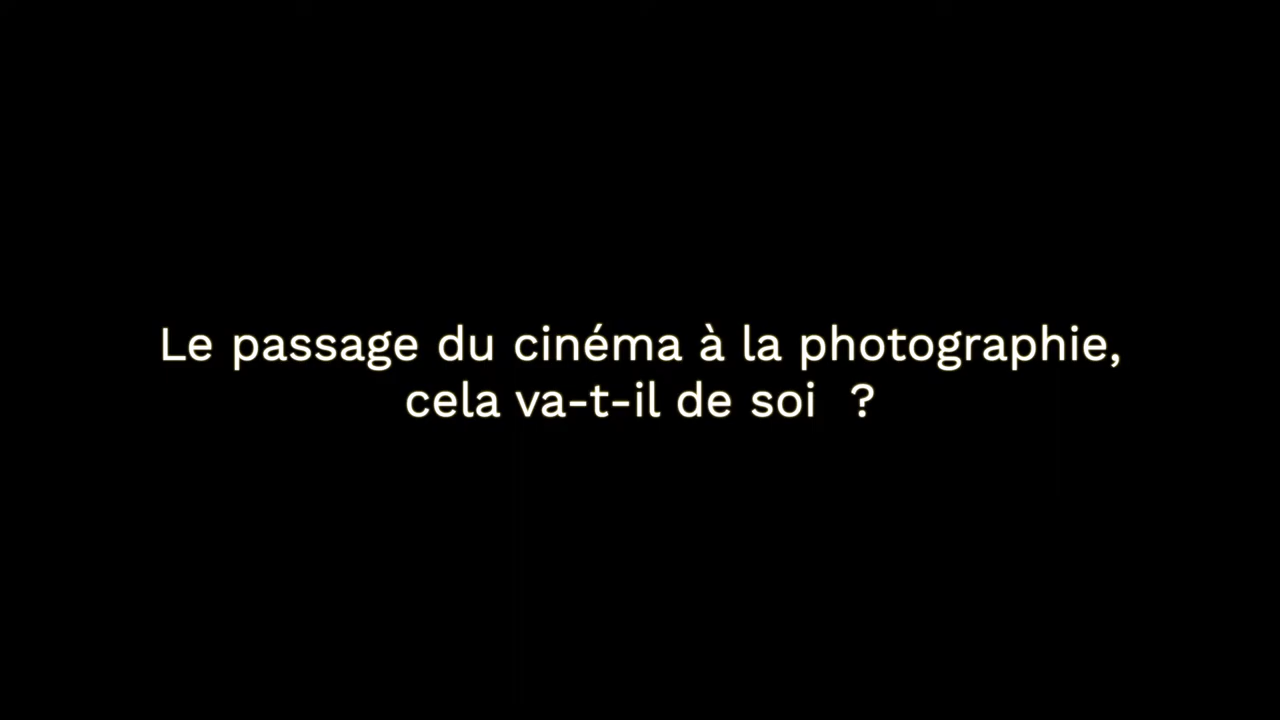 Le passage du cinéma à la photographie,
cela va-t-il de soi  ?